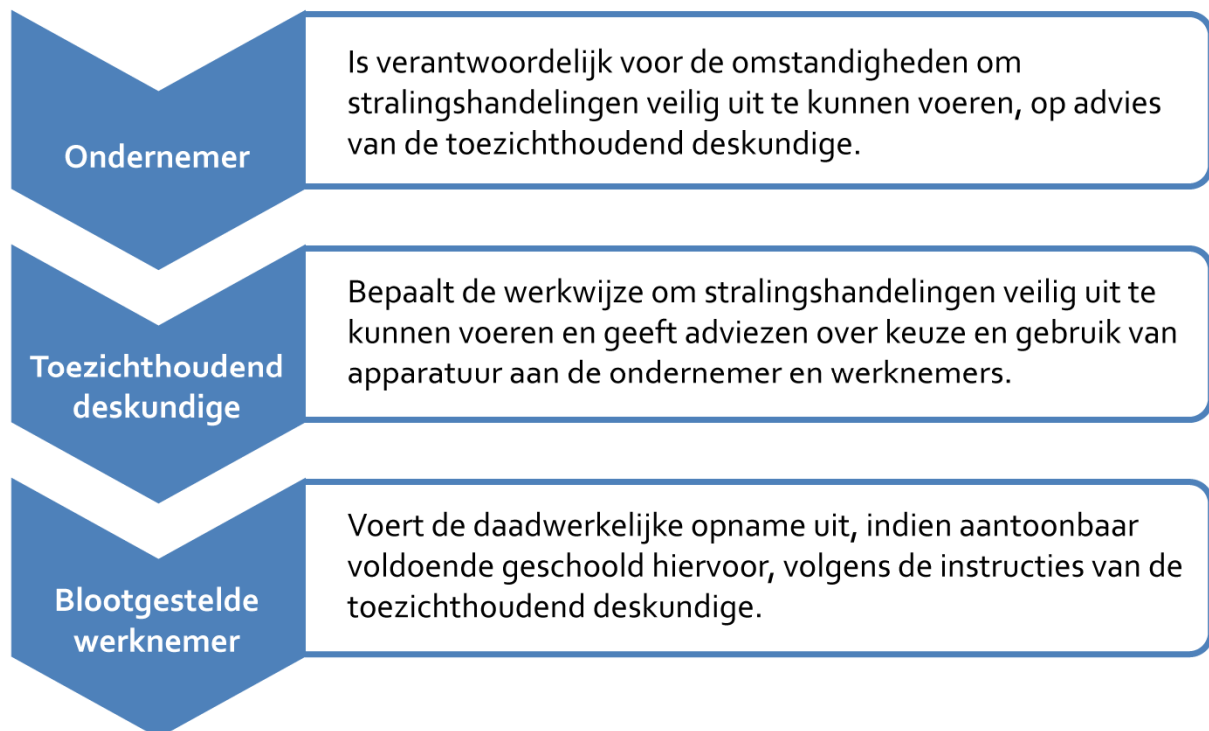 Ondernemer
Is verantwoordelijk voor de omstandigheden om
stralingshandelingen veilig uit te kunnen voeren, op advies
van de toezichthoudend deskundige.
Toezichthoudend
deskundige
Bepaalt de werkwijze om stralingshandelingen veilig uit te
kunnen voeren en geeft adviezen over keuze en gebruik van
apparatuur aan de ondernemer en werknemers.
Blootgestelde
werknemer
Voert de daadwerkelijke opname uit, indien aantoonbaar
voldoende geschoold hiervoor, volgens de instructies van de
toezichthoudend deskundige.